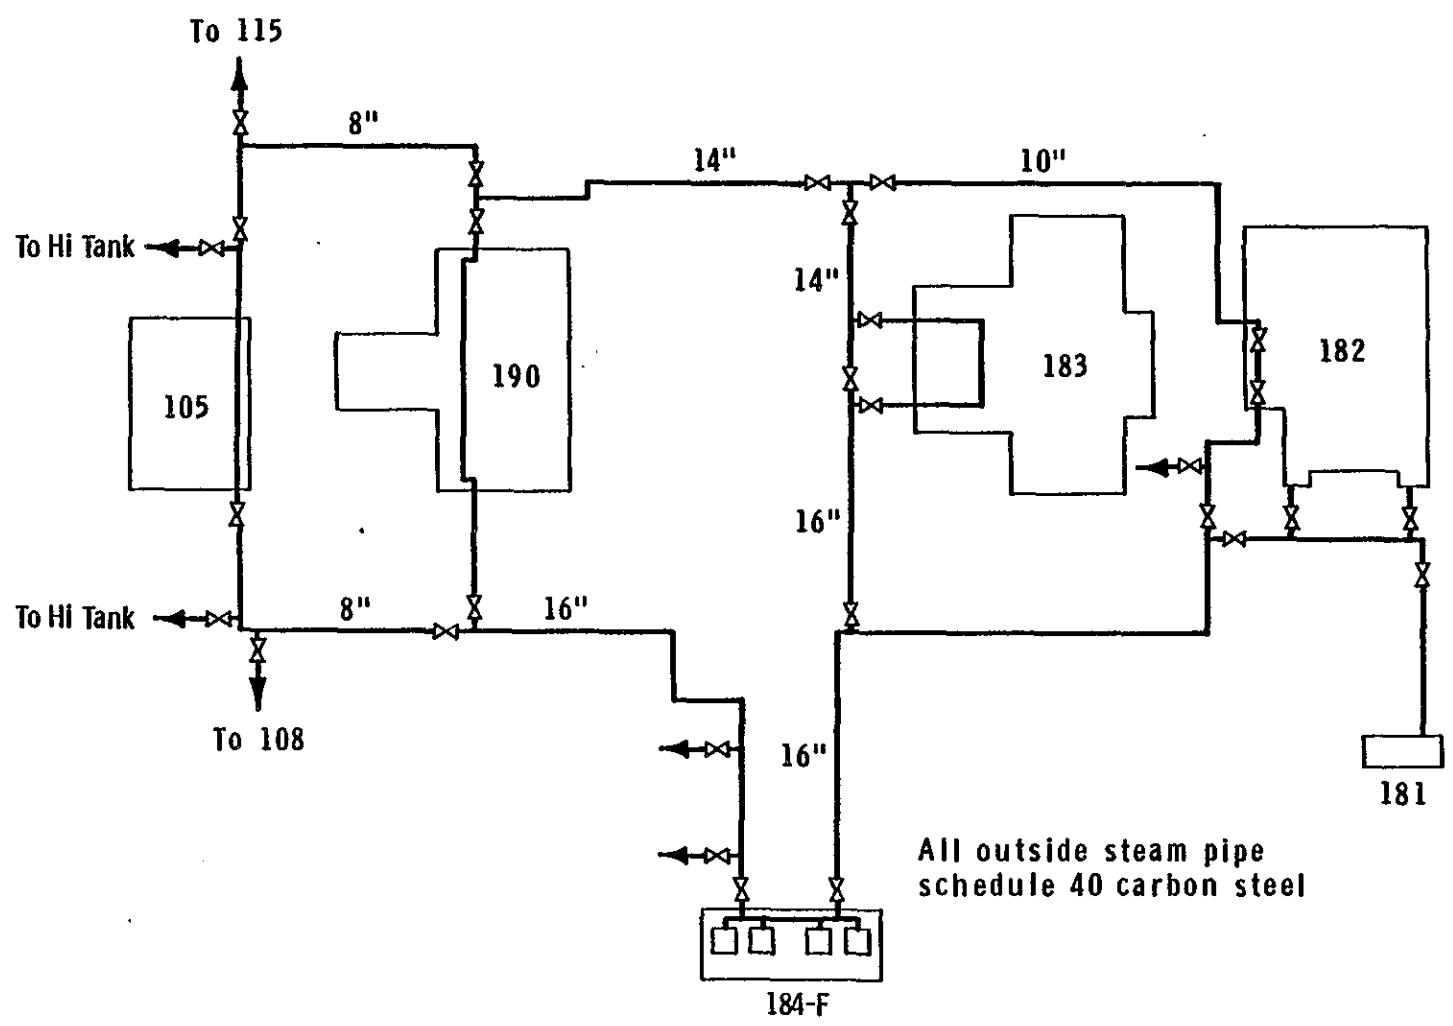 To 115
8"
14"
10"
To Hi Tank
14"
105
190
183
182
16"
To Hi Tank
8"
16"
To 108
16"
181
All outside steam pipe
schedule 40 carbon steel
184-F